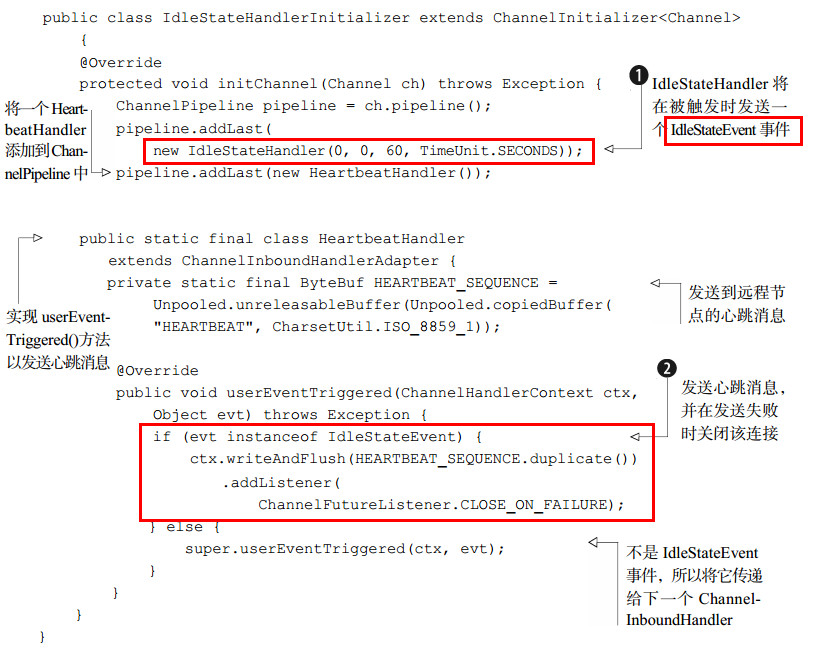 public class IdleStateHandlerInitializer extends ChannelInitializer<Channel>
{
@Override
protected void initChannel(Channel ch) throws Exception {
ChannelPipeline pipeline = ch.pipeline();
pipeline.addLast(
new IdleStateHandler(0, 0, 60, TimeUnit.SECONDS));
pipeline.addLast(new HeartbeatHandler());
将一个 Heart-
beatHandler
添加到 Chan-
nelPipeline 中
❶ IdleStateHandler 将
在被触发时发送一
个 IdleStateEvent 事件
public static final class HeartbeatHandler
extends ChannelInboundHandlerAdapter {
private static final ByteBuf HEARTBEAT_SEQUENCE =
Unpooled.unreleasableBuffer(Unpooled.copiedBuffer(
"HEARTBEAT", CharsetUtil.ISO_8859_1));
发送到远程节
点的心跳消息
实现 userEvent-
Triggered()方法
以发送心跳消息
@Override
public void userEventTriggered(ChannelHandlerContext ctx,
Object evt) throws Exception {
if (evt instanceof IdleStateEvent) {
ctx.writeAndFlush(HEARTBEAT_SEQUENCE.duplicate())
.addListener(
ChannelFutureListener.CLOSE_ON_FAILURE);
} else {
super.userEventTriggered(ctx, evt);
}
}
}
}
❷ 发送心跳消息，
并在发送失败
时关闭该连接
不是 IdleStateEvent
事件，所以将它传递
给下一个 Channel-
InboundHandler